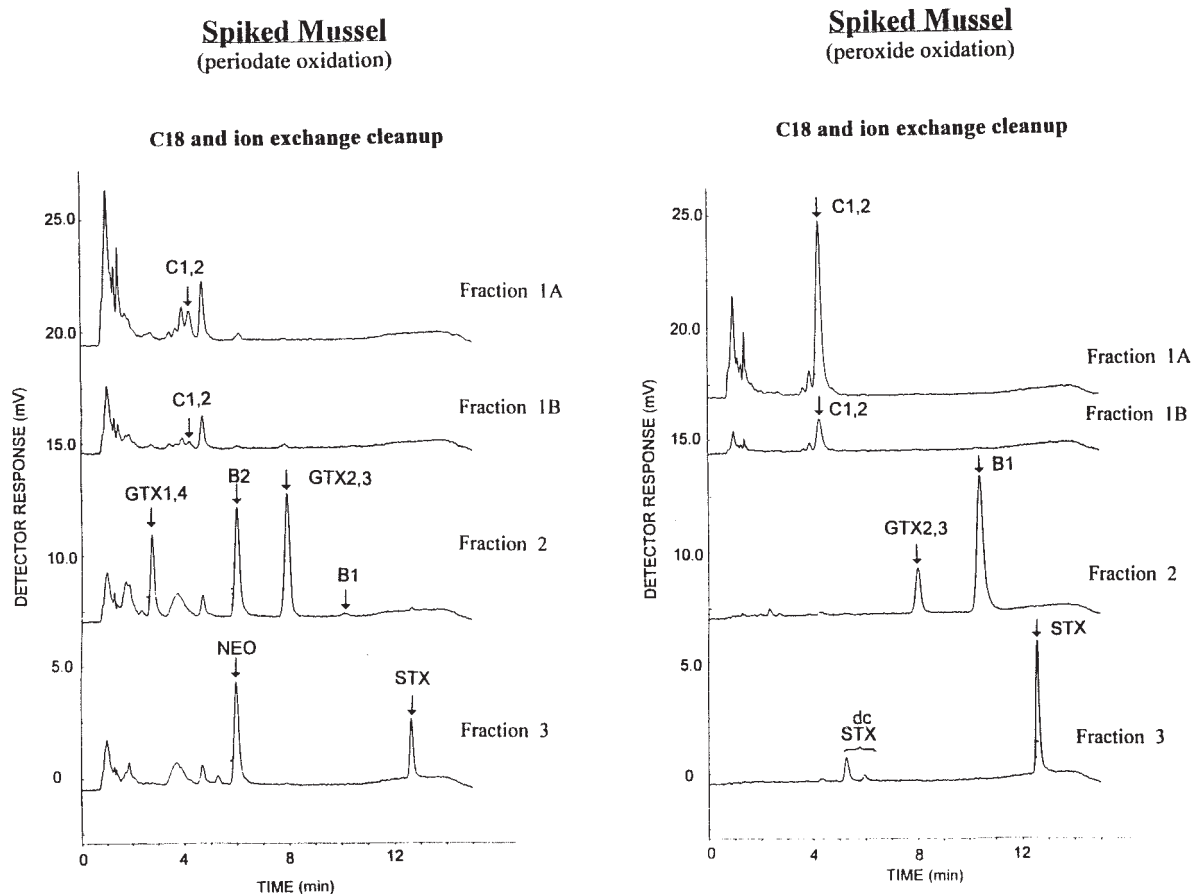 Spiked Mussel
(periodate oxidation)
C18 and ion exchange cleanup
25.0
20.0
15.0
10.0
5.0
0
DETECTOR RESPONSE (mV)
C1,2
Fraction 1A
C1,2
Fraction 1B
GTX1,4
B2
GTX2,3
B1
Fraction 2
NEO
STX
Fraction 3
0
4
8
12
TIME (min)
Spiked Mussel
(peroxide oxidation)
C18 and ion exchange cleanup
25.0
20.0
15.0
10.0
5.0
0
DETECTOR RESPONSE (mV)
C1,2
Fraction 1A
C1,2
Fraction 1B
GTX2,3
B1
Fraction 2
dc
STX
STX
Fraction 3
0
4
8
12
TIME (min)